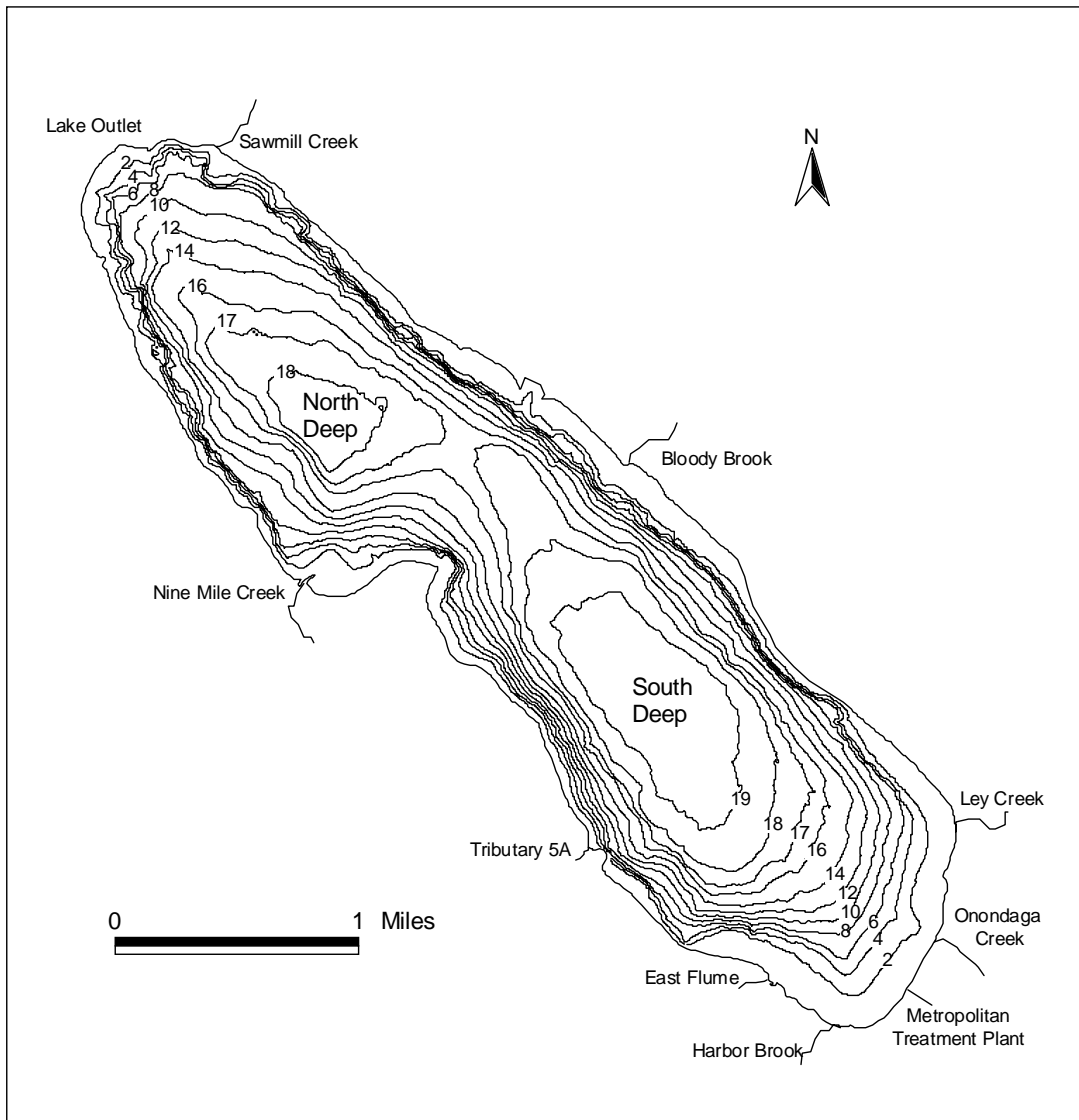 Lake Outlet
Sawmill Creek
N
2
4
6
8
10
12
14
16
17
18
North
Deep
Bloody Brook
Nine Mile Creek
South
Deep
19
18
17
16
14
12
10
8
6
4
2
Ley Creek
Tributary 5A
0 1 Miles
Onondaga
Creek
East Flume
Metropolitan
Treatment Plant
Harbor Brook